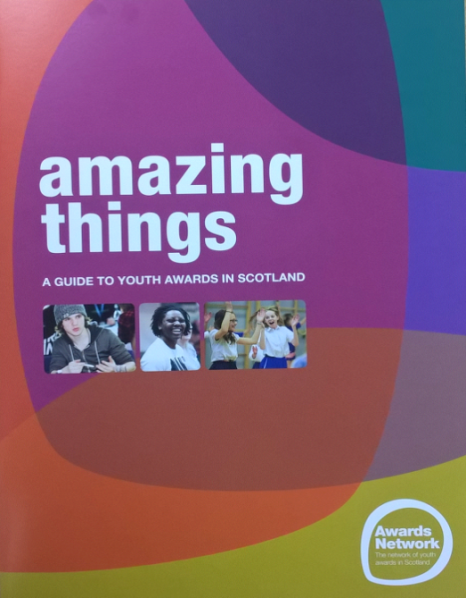 amazing
things
A GUIDE TO YOUTH AWARDS IN SCOTLAND
Awards
Network
The network of youth
awards in Scotland